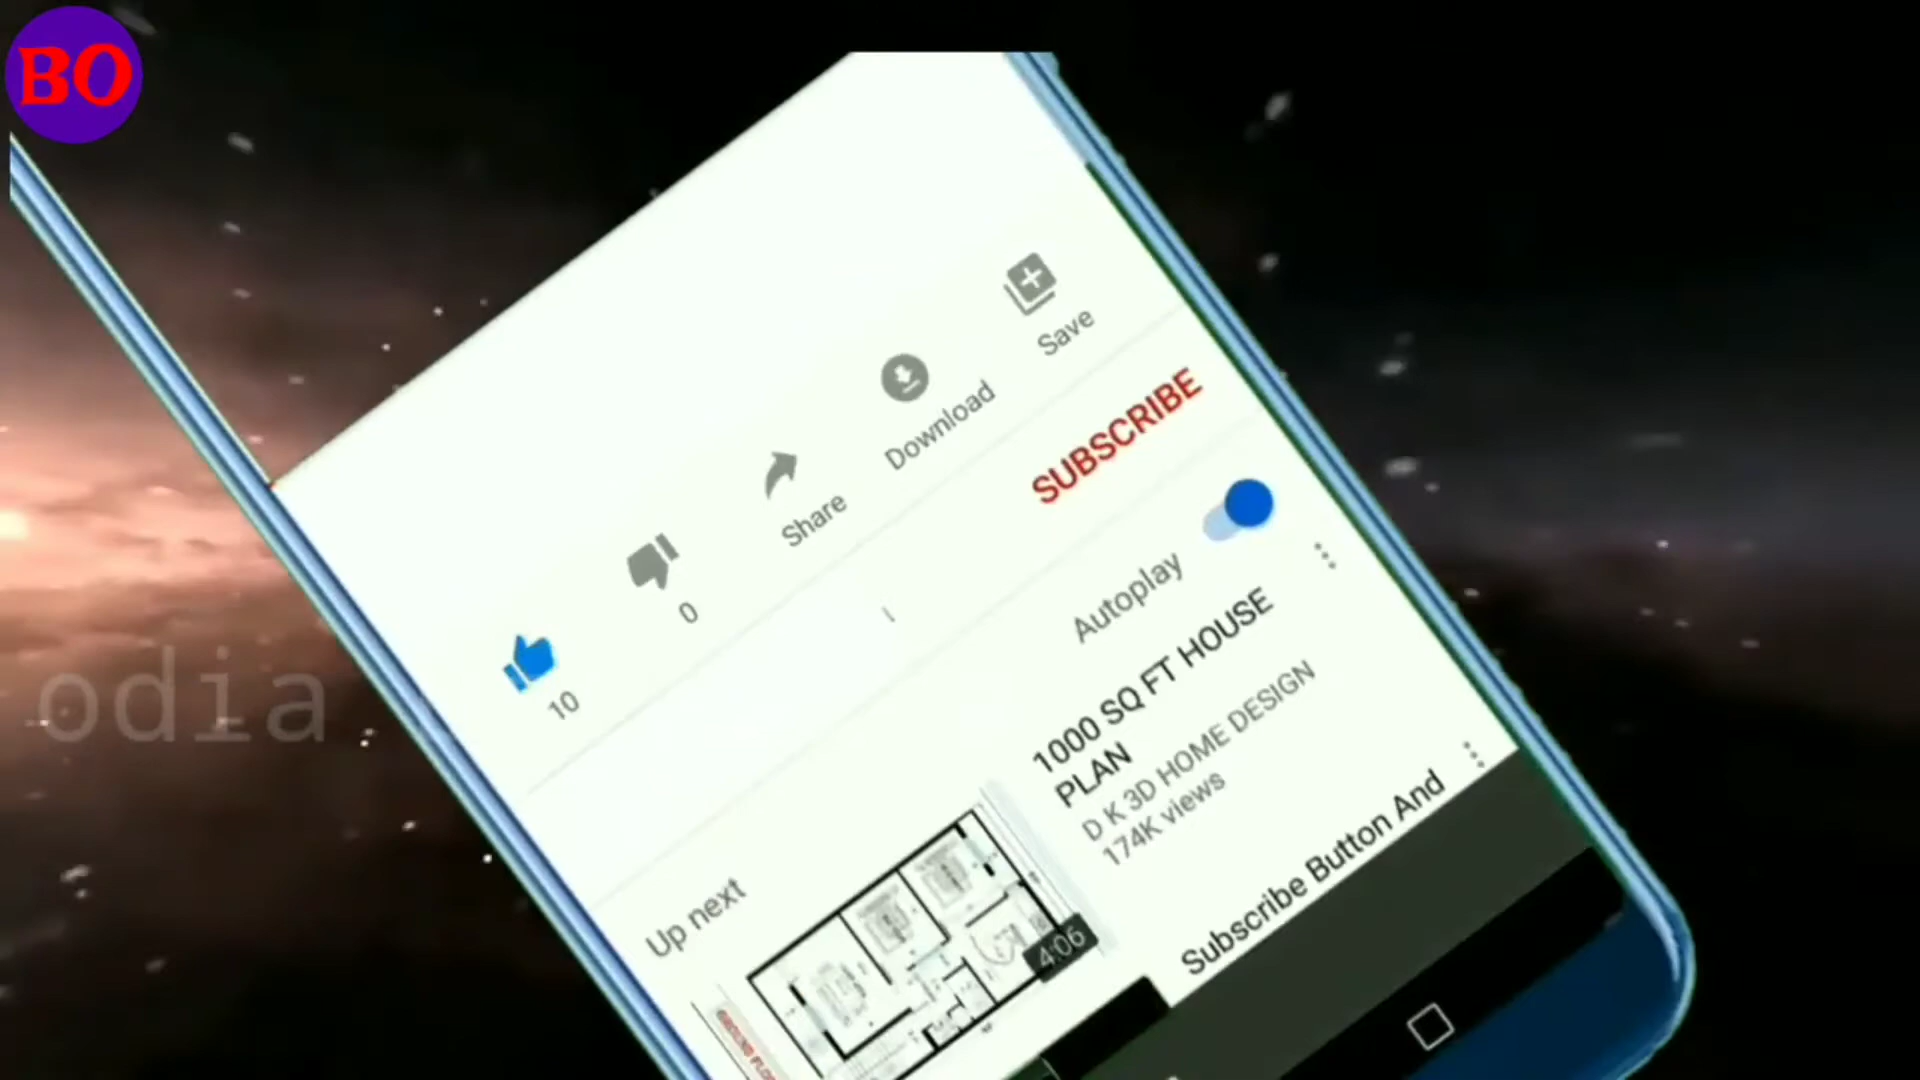 BO
Save
Download
Share
0
10
SUBSCRIBE
Autoplay
Up next
1000 SQ FT HOUSE
PLAN
D K 3D HOME DESIGN
174K views
4:06
Subscribe Button And
odia